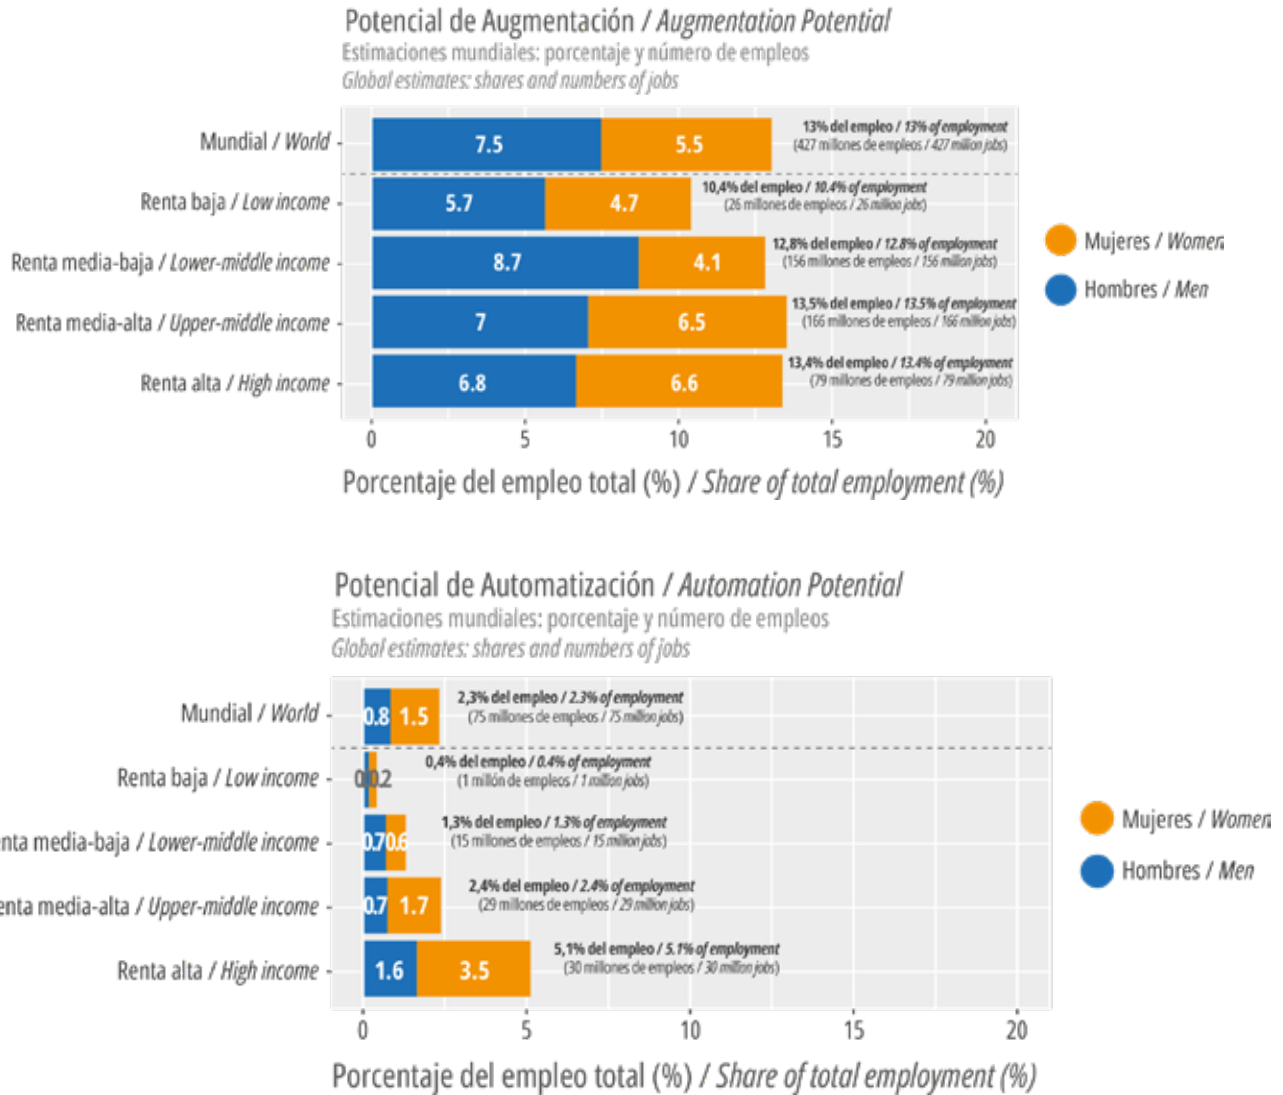 Potencial de Augmentación / Augmentation Potential
Estimaciones mundiales: porcentaje y número de empleos
Global estimates: shares and numbers of jobs
Mundial / World
7.5
5.5
13% del empleo / 13% of employment
(427 millones de empleos / 427 million jobs)
Renta baja / Low income
5.7
4.7
10,4% del empleo / 10.4% of employment
(26 millones de empleos / 26 million jobs)
Renta media-baja / Lower-middle income
8.7
4.1
12,8% del empleo / 12.8% of employment
(156 millones de empleos / 156 million jobs)
Renta media-alta / Upper-middle income
7
6.5
13,5% del empleo / 13.5% of employment
(166 millones de empleos / 166 million jobs)
Renta alta / High income
6.8
6.6
13,4% del empleo / 13.4% of employment
(79 millones de empleos / 79 million jobs)
Mujeres / Women
Hombres / Men
0 5 10 15 20
Porcentaje del empleo total (%) / Share of total employment (%)
Potencial de Automatización / Automation Potential
Estimaciones mundiales: porcentaje y número de empleos
Global estimates: shares and numbers of jobs
Mundial / World
0.8
1.5
2,3% del empleo / 2.3% of employment
(75 millones de empleos / 75 million jobs)
Renta baja / Low income
0.2
0,4% del empleo / 0.4% of employment
(1 millón de empleos / 1 million jobs)
enta media-baja / Lower-middle income
0.7
0.6
1,3% del empleo / 1.3% of employment
(15 millones de empleos / 15 million jobs)
enta media-alta / Upper-middle income
0.7
1.7
2,4% del empleo / 2.4% of employment
(29 millones de empleos / 29 million jobs)
Renta alta / High income
1.6
3.5
5,1% del empleo / 5.1% of employment
(30 millones de empleos / 30 million jobs)
Mujeres / Women
Hombres / Men
0 5 10 15 20
Porcentaje del empleo total (%) / Share of total employment (%)